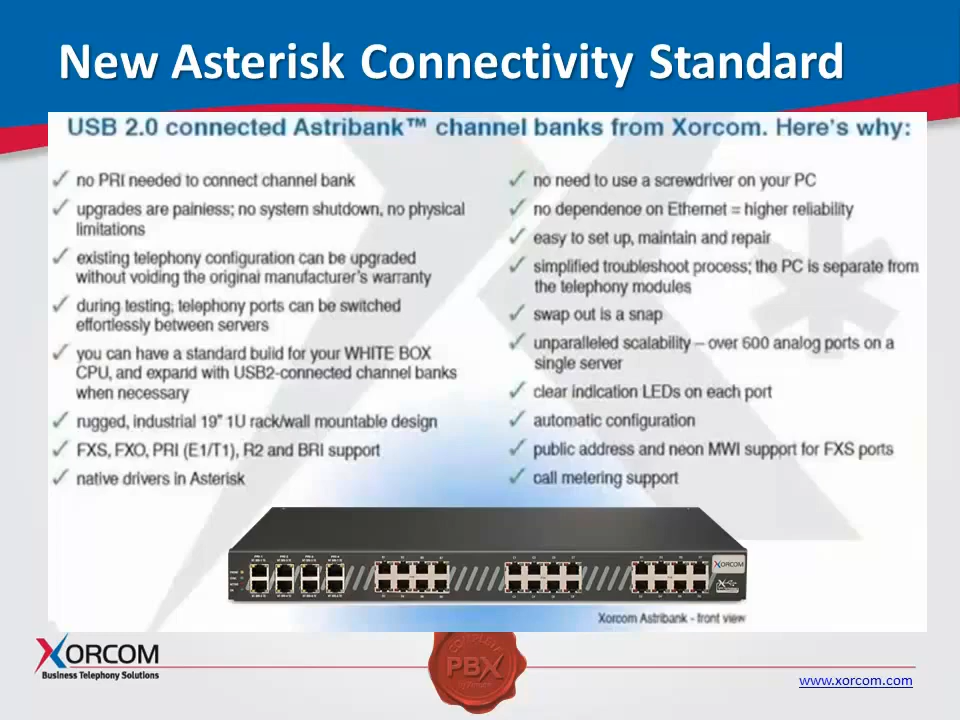 New Asterisk Connectivity Standard
USB 2.0 connected Astribank™ channel banks from Xorcom. Here's why:
✓ no PRI needed to connect channel bank
✓ upgrades are painless; no system shutdown, no physical
limitations
✓ existing telephony configuration can be upgraded
without voiding the original manufacturer's warranty
✓ during testing; telephony ports can be switched
effortlessly between servers
✓ you can have a standard build for your WHITE BOX
CPU, and expand with USB2-connected channel banks
when necessary
✓ rugged, industrial 19" 1U rack/wall mountable design
✓ FXS, FXO, PRI (E1/T1), R2 and BRI support
✓ native drivers in Asterisk
✓ no need to use a screwdriver on your PC
✓ no dependence on Ethernet = higher reliability
✓ easy to set up, maintain and repair
✓ simplified troubleshoot process; the PC is separate from
the telephony modules
✓ swap out is a snap
✓ unparalleled scalability – over 600 analog ports on a
single server
✓ clear indication LEDs on each port
✓ automatic configuration
✓ public address and neon MWI support for FXS ports
✓ call metering support
XORCOM
Xorcom Astribank - front view
XORCOM
Business Telephony Solutions
COMPLETE
PBX
www.xorcom.com